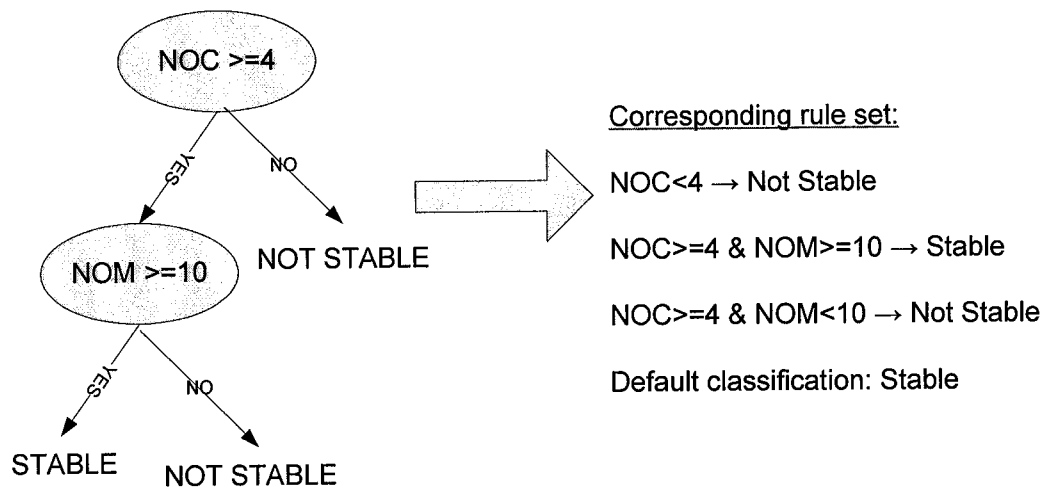 NOC >=4
YES
NO
NOM >=10
NOT STABLE
YES
NO
STABLE
NOT STABLE
Corresponding rule set:
NOC<4 → Not Stable
NOC>=4 & NOM>=10 → Stable
NOC>=4 & NOM<10 → Not Stable
Default classification: Stable